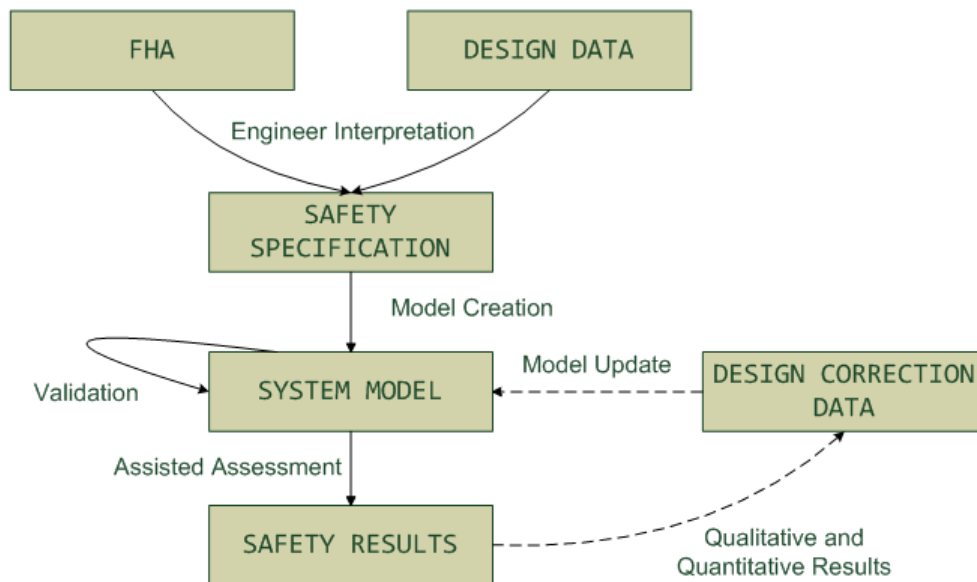 FHA
DESIGN DATA
Engineer Interpretation
SAFETY
SPECIFICATION
Model Creation
Validation
SYSTEM MODEL
Model Update
DESIGN CORRECTION
DATA
Assisted Assessment
SAFETY RESULTS
Qualitative and
Quantitative Results